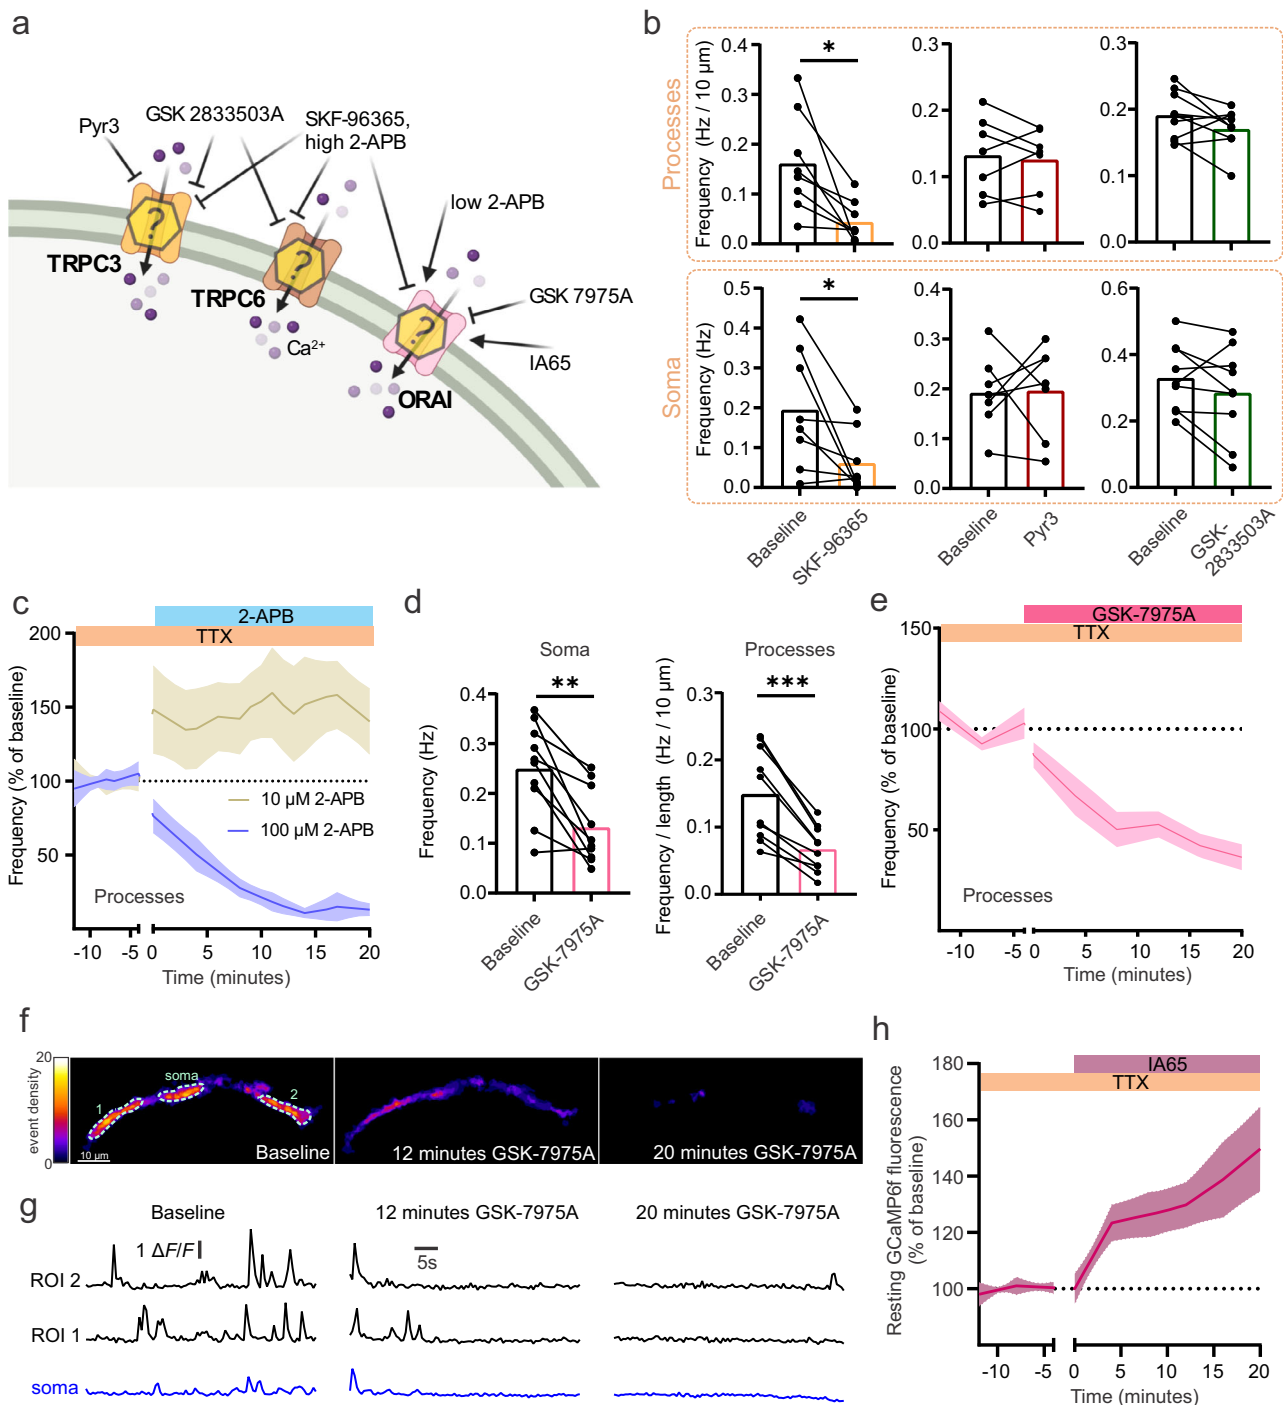 a
Pyr3
GSK 2833503A
SKF-96365,
high 2-APB
low 2-APB
GSK 7975A
IA65
TRPC3
TRPC6
ORAI
Ca²⁺
?
?
?
b
Processes
Frequency (Hz / 10 µm)
0.4
0.3
0.2
0.1
0.0
*
0.3
0.2
0.1
0.0
0.3
0.2
0.1
0.0
Soma
Frequency (Hz)
0.5
0.4
0.3
0.2
0.1
0.0
*
0.4
0.3
0.2
0.1
0.0
0.6
0.4
0.2
0.0
Baseline
SKF-96365
Baseline
Pyr3
Baseline
GSK-
2833503A
c
2-APB
TTX
Frequency (% of baseline)
200
150
100
50
10 µM 2-APB
100 µM 2-APB
Processes
-10 -5 0 5 10 15 20
Time (minutes)
d
Soma
Frequency (Hz)
0.4
0.3
0.2
0.1
0.0
**
Baseline
GSK-7975A
Processes
Frequency / length (Hz / 10 µm)
0.3
0.2
0.1
0.0
***
Baseline
GSK-7975A
e
GSK-7975A
TTX
Frequency (% of baseline)
150
100
50
Processes
-10 -5 0 5 10 15 20
Time (minutes)
f
event density
20
0
1
soma
2
10 µm
Baseline
12 minutes GSK-7975A
20 minutes GSK-7975A
g
Baseline
12 minutes GSK-7975A
20 minutes GSK-7975A
1 ΔF/F
5s
ROI 2
ROI 1
soma
h
IA65
TTX
Resting GCaMP6f fluorescence
(% of baseline)
180
160
140
120
100
80
-10 -5 0 5 10 15 20
Time (minutes)